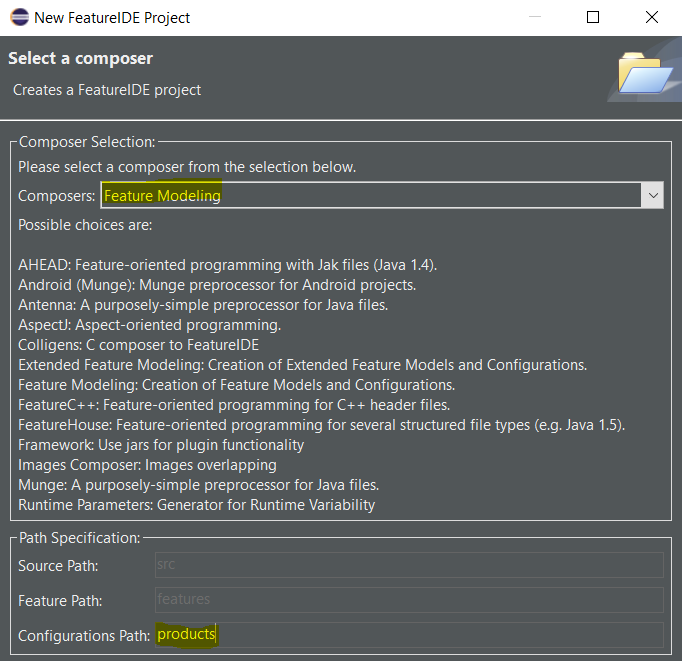 New FeatureIDE Project
Select a composer
Creates a FeatureIDE project
Composer Selection:
Please select a composer from the selection below.
Composers: Feature Modeling
Possible choices are:
AHEAD: Feature-oriented programming with Jak files (Java 1.4).
Android (Munge): Munge preprocessor for Android projects.
Antenna: A purposely-simple preprocessor for Java files.
AspectJ: Aspect-oriented programming.
Colligens: C composer to FeatureIDE
Extended Feature Modeling: Creation of Extended Feature Models and Configurations.
Feature Modeling: Creation of Feature Models and Configurations.
FeatureC++: Feature-oriented programming for C++ header files.
FeatureHouse: Feature-oriented programming for several structured file types (e.g. Java 1.5).
Framework: Use jars for plugin functionality
Images Composer: Images overlapping
Munge: A purposely-simple preprocessor for Java files.
Runtime Parameters: Generator for Runtime Variability
Path Specification:
Source Path: src
Feature Path: features
Configurations Path: products